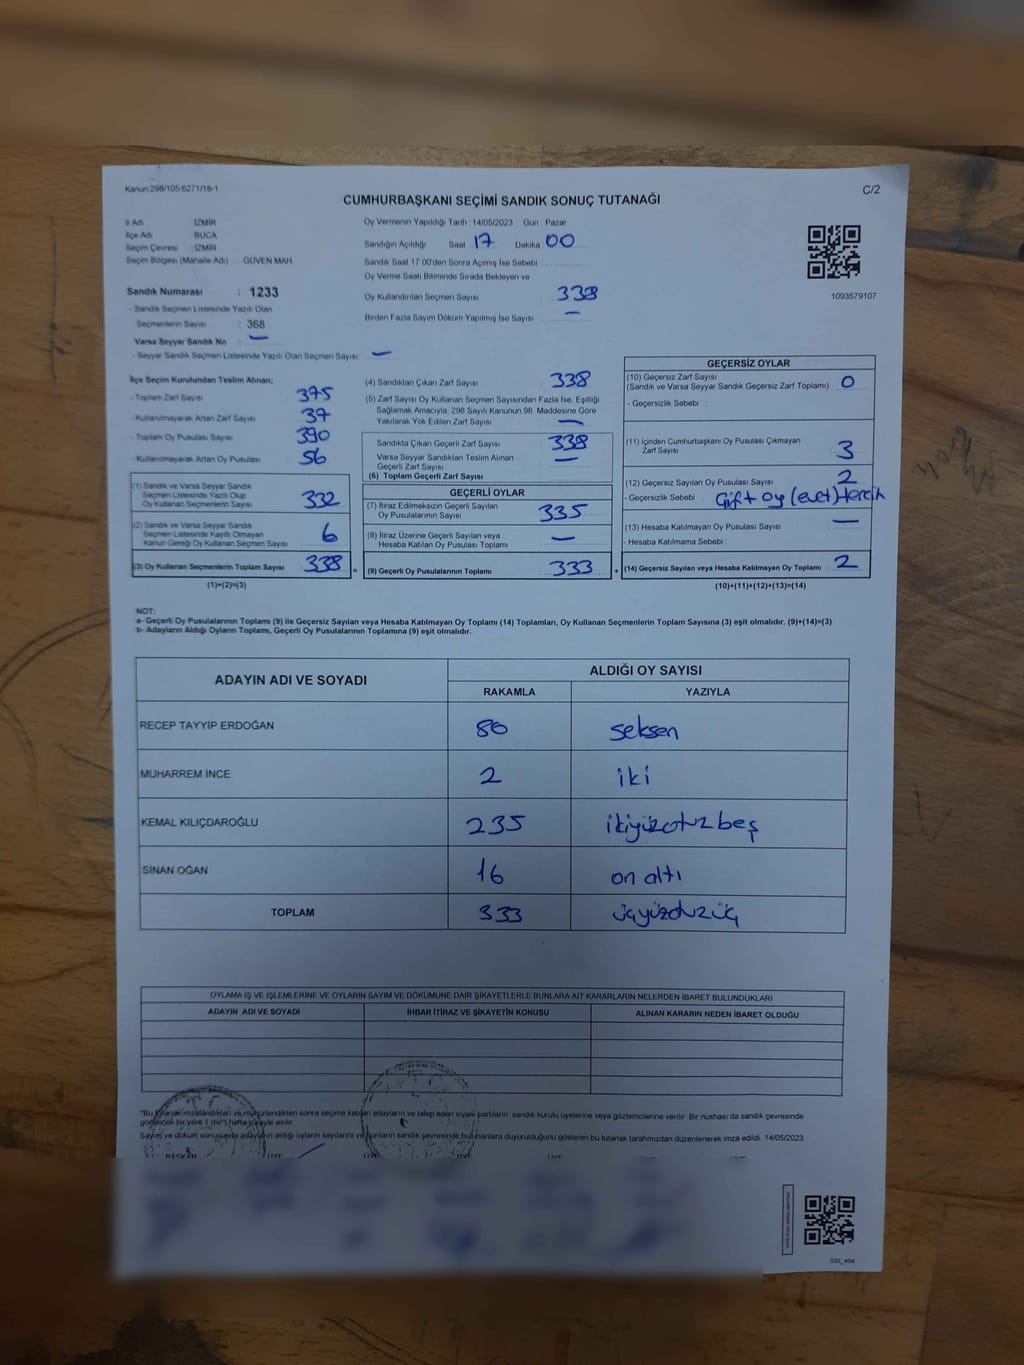 Kanun:298/105:6271/18-1
C/2
CUMHURBAŞKANI SEÇİMİ SANDIK SONUÇ TUTANAĞI
İl Adı İZMİR
İlçe Adı BUCA
Seçim Çevresi : İZMİR
Seçim Bölgesi (Mahalle Adı) GÜVEN MAH
Sandık Numarası : 1233
- Sandık Seçmen Listesinde Yazılı Olan
Seçmenlerin Sayısı : 368
Varsa Seyyar Sandık No : —
- Seyyar Sandık Seçmen Listesinde Yazılı Olan Seçmen Sayısı : —
Oy Vermenin Yapıldığı Tarih : 14/05/2023 Gün : Pazar
Sandığın Açıldığı Saat 17 Dakika 00
Sandık Saat 17 00'den Sonra Açımış İse Sebebi
Oy Verme Saati Bitiminde Sırada Bekleyen ve
Oy Kullandırılan Seçmen Sayısı : 338
Birden Fazla Sayım Döküm Yapılmış İse Sayısı : —
1093579107
İlçe Seçim Kurulundan Teslim Alınan;
- Toplam Zarf Sayısı : 375
- Kullanılmayarak Artan Zarf Sayısı : 37
- Toplam Oy Pusulası Sayısı : 390
- Kullanılmayarak Artan Oy Pusulası : 56
(1) Sandık ve Varsa Seyyar Sandık
Seçmen Listesinde Yazılı Olup
Oy Kullanan Seçmenlerin Sayısı : 332
(2) Sandık ve Varsa Seyyar Sandık
Seçmen Listesinde Kayıtlı Olmayan
Kanun Gereği Oy Kullanan Seçmen Sayısı : 6
(3) Oy Kullanan Seçmenlerin Toplam Sayısı : 338
(1)+(2)=(3)
(4) Sandıktan Çıkan Zarf Sayısı : 338
(5) Zarf Sayısı Oy Kullanan Seçmen Sayısından Fazla İse, Eşitliği
Sağlamak Amacıyla, 298 Sayılı Kanunun 98. Maddesine Göre
Yakılarak Yok Edilen Zarf Sayısı : —
Sandıkta Çıkan Geçerli Zarf Sayısı : 338
Varsa Seyyar Sandıktan Teslim Alınan
Geçerli Zarf Sayısı : —
(6) Toplam Geçerli Zarf Sayısı
GEÇERLİ OYLAR
(7) İtiraz Edilmeksizin Geçerli Sayılan
Oy Pusulalarının Sayısı : 335
(8) İtiraz Üzerine Geçerli Sayılan veya
Hesaba Katılan Oy Pusulası Toplamı : —
= (9) Geçerli Oy Pusulalarının Toplamı : 333 +
GEÇERSİZ OYLAR
(10) Geçersiz Zarf Sayısı
(Sandık ve Varsa Seyyar Sandık Geçersiz Zarf Toplamı) : 0
- Geçersizlik Sebebi :
(11) İçinden Cumhurbaşkanı Oy Pusulası Çıkmayan
Zarf Sayısı : 3
(12) Geçersiz Sayılan Oy Pusulası Sayısı : 2
- Geçersizlik Sebebi : Çift oy (evet) tercih
(13) Hesaba Katılmayan Oy Pusulası Sayısı : —
- Hesaba Katılmama Sebebi :
(14) Geçersiz Sayılan veya Hesaba Katılmayan Oy Toplamı : 2
(10)+(11)+(12)+(13)=(14)
NOT:
a- Geçerli Oy Pusulalarının Toplamı (9) ile Geçersiz Sayılan veya Hesaba Katılmayan Oy Toplamı (14) Toplamları, Oy Kullanan Seçmenlerin Toplam Sayısına (3) eşit olmalıdır. (9)+(14)=(3)
b- Adayların Aldığı Oyların Toplamı, Geçerli Oy Pusulalarının Toplamına (9) eşit olmalıdır.
ADAYIN ADI VE SOYADI ALDIĞI OY SAYISI
RAKAMLA YAZIYLA
RECEP TAYYİP ERDOĞAN 80 seksen
MUHARREM İNCE 2 iki
KEMAL KILIÇDAROĞLU 235 ikiyüzotuzbeş
SİNAN OĞAN 16 on altı
TOPLAM 333 üçyüzotuzüç
OYLAMA İŞ VE İŞLEMLERİNE VE OYLARIN SAYIM VE DÖKÜMÜNE DAİR ŞİKAYETLERLE BUNLARA AİT KARARLARIN NELERDEN İBARET BULUNDUKLARI
ADAYIN ADI VE SOYADI İHBAR İTİRAZ VE ŞİKAYETİN KONUSU ALINAN KARARIN NEDEN İBARET OLDUĞU
*Bu tutanak imzalandıktan ve mühürlendikten sonra seçime katılan adayların ve talep eden siyasi partilerin sandık kurulu üyelerine veya gözlemcilerine verilir. Bir nüshası da sandık çevresinde
görülecek bir yere 1 (bir) hafta süreyle asılır
Sayım ve döküm sonuçunda adayların aldığı oyların sayılarını ve bunların sandık çevresinde bulunanlara duyurulduğunu gösteren bu tutanak tarafımızdan düzenlenerek imza edildi. 14/05/2023
BAŞKAN ÜYE
SSI_404